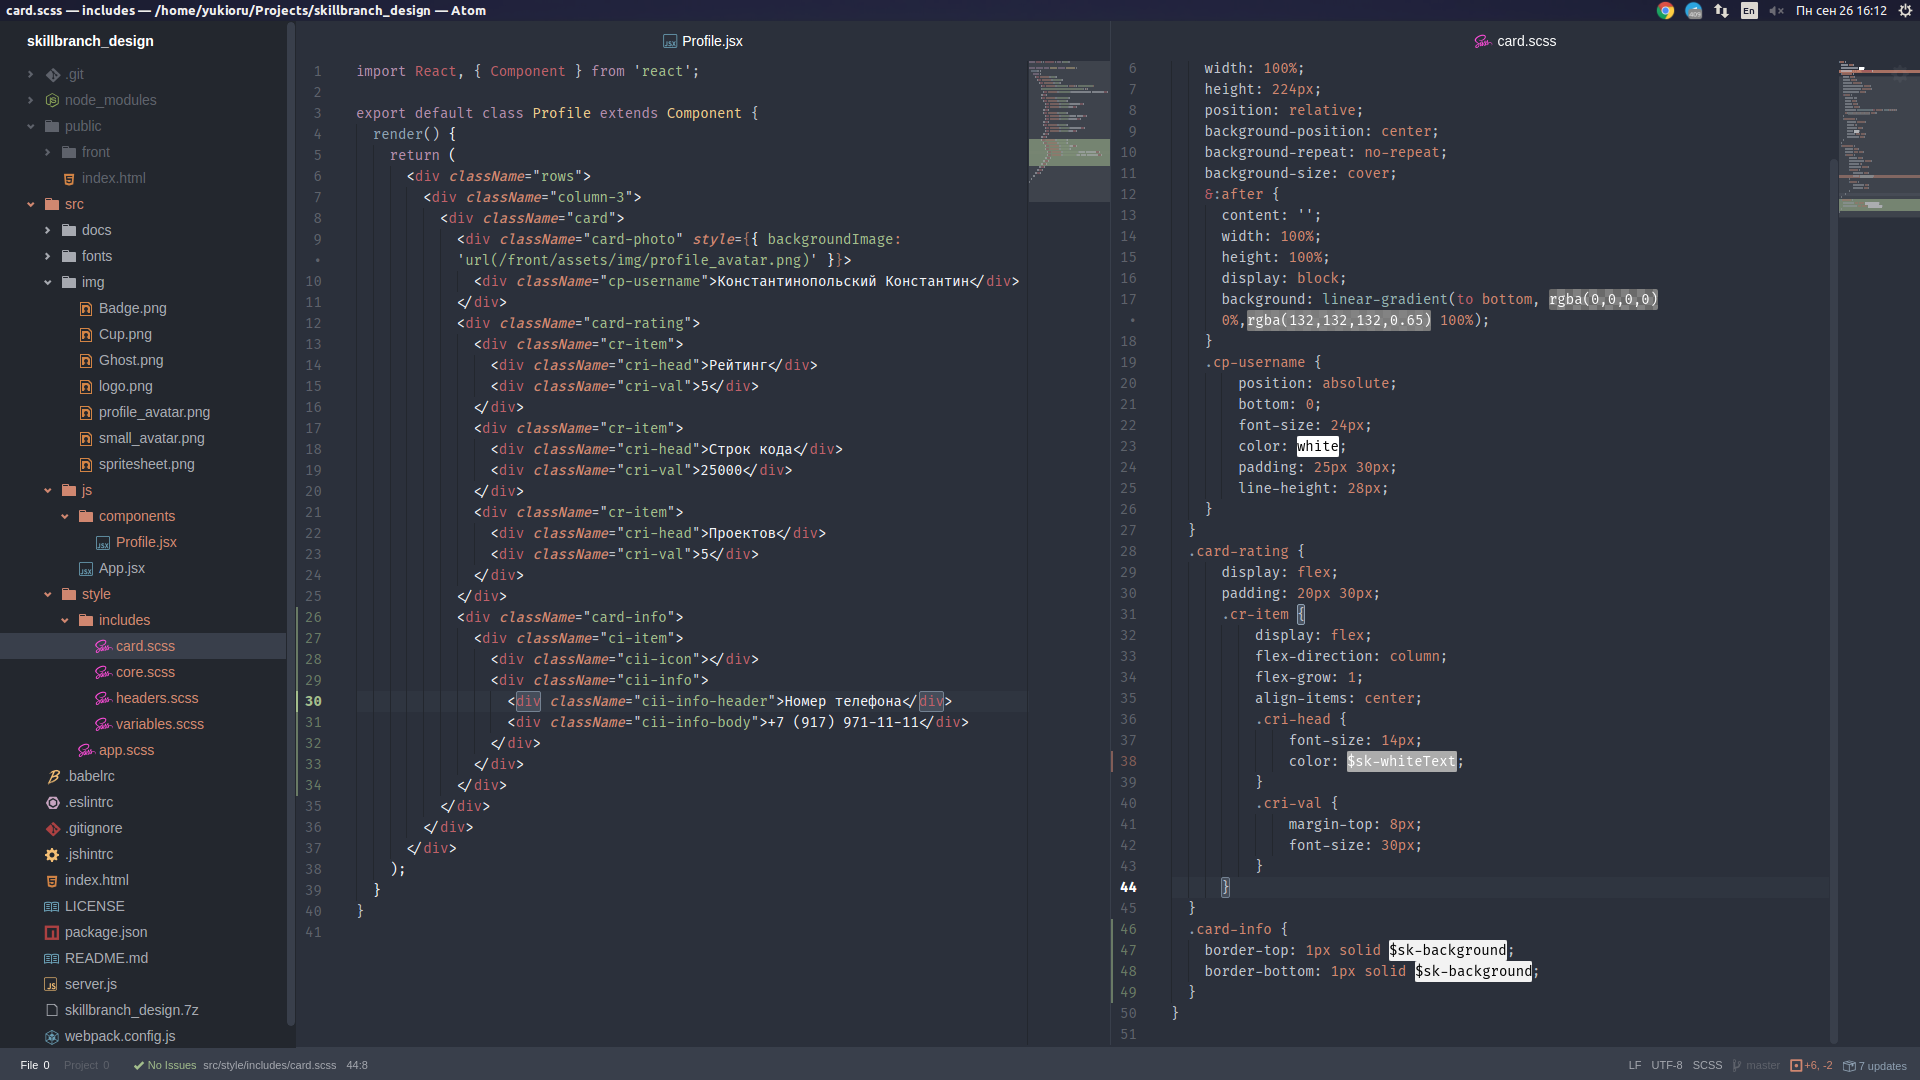 card.scss — includes — /home/yukioru/Projects/skillbranch_design — Atom
En
Пн сен 26 16:12
skillbranch_design
.git
node_modules
public
front
index.html
src
docs
fonts
img
Badge.png
Cup.png
Ghost.png
logo.png
profile_avatar.png
small_avatar.png
spritesheet.png
js
components
Profile.jsx
App.jsx
style
includes
card.scss
core.scss
headers.scss
variables.scss
app.scss
.babelrc
.eslintrc
.gitignore
.jshintrc
index.html
LICENSE
package.json
README.md
server.js
skillbranch_design.7z
webpack.config.js
Profile.jsx
1 import React, { Component } from 'react';
2
3 export default class Profile extends Component {
4 render() {
5 return (
6 <div className="rows">
7 <div className="column-3">
8 <div className="card">
9 <div className="card-photo" style={{ backgroundImage:
• 'url(/front/assets/img/profile_avatar.png)' }}>
10 <div className="cp-username">Константинопольский Константин</div>
11 </div>
12 <div className="card-rating">
13 <div className="cr-item">
14 <div className="cri-head">Рейтинг</div>
15 <div className="cri-val">5</div>
16 </div>
17 <div className="cr-item">
18 <div className="cri-head">Строк кода</div>
19 <div className="cri-val">25000</div>
20 </div>
21 <div className="cr-item">
22 <div className="cri-head">Проектов</div>
23 <div className="cri-val">5</div>
24 </div>
25 </div>
26 <div className="card-info">
27 <div className="ci-item">
28 <div className="cii-icon"></div>
29 <div className="cii-info">
30 <div className="cii-info-header">Номер телефона</div>
31 <div className="cii-info-body">+7 (917) 971-11-11</div>
32 </div>
33 </div>
34 </div>
35 </div>
36 </div>
37 </div>
38 );
39 }
40 }
41
card.scss
6 width: 100%;
7 height: 224px;
8 position: relative;
9 background-position: center;
10 background-repeat: no-repeat;
11 background-size: cover;
12 &:after {
13 content: '';
14 width: 100%;
15 height: 100%;
16 display: block;
17 background: linear-gradient(to bottom, rgba(0,0,0,0)
• 0%,rgba(132,132,132,0.65) 100%);
18 }
19 .cp-username {
20 position: absolute;
21 bottom: 0;
22 font-size: 24px;
23 color: white;
24 padding: 25px 30px;
25 line-height: 28px;
26 }
27 }
28 .card-rating {
29 display: flex;
30 padding: 20px 30px;
31 .cr-item {
32 display: flex;
33 flex-direction: column;
34 flex-grow: 1;
35 align-items: center;
36 .cri-head {
37 font-size: 14px;
38 color: $sk-whiteText;
39 }
40 .cri-val {
41 margin-top: 8px;
42 font-size: 30px;
43 }
44 }
45 }
46 .card-info {
47 border-top: 1px solid $sk-background;
48 border-bottom: 1px solid $sk-background;
49 }
50 }
51
File 0 Project 0 No Issues src/style/includes/card.scss 44:8 LF UTF-8 SCSS master +6, -2 7 updates